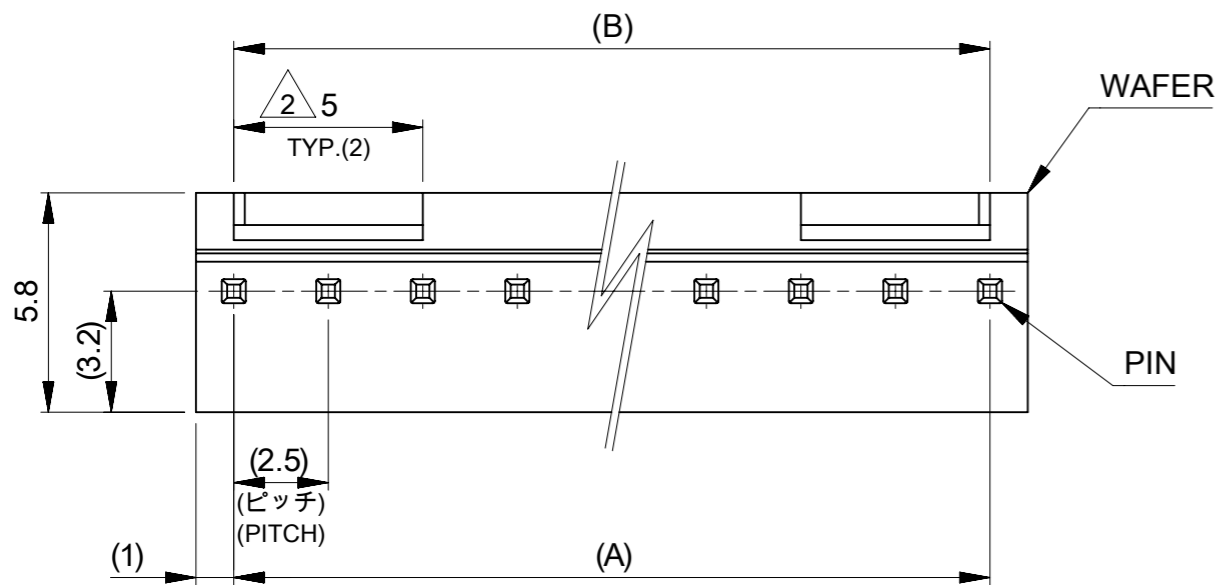 (B)
WAFER
2 5
TYP.(2)
5.8
(3.2)
PIN
(2.5)
(ピッチ)
(PITCH)
(1)
(A)